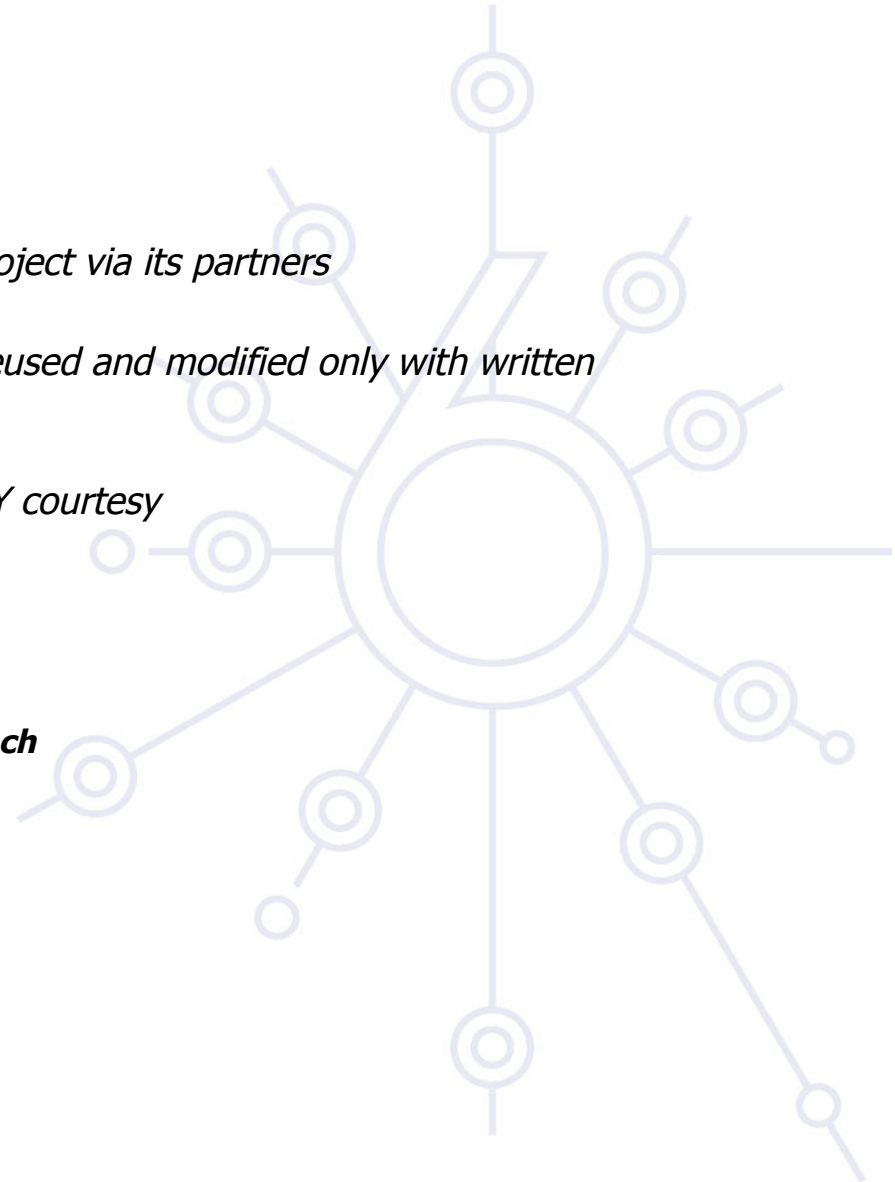 oject via its partners
eused and modified only with written
Y courtesy
ch